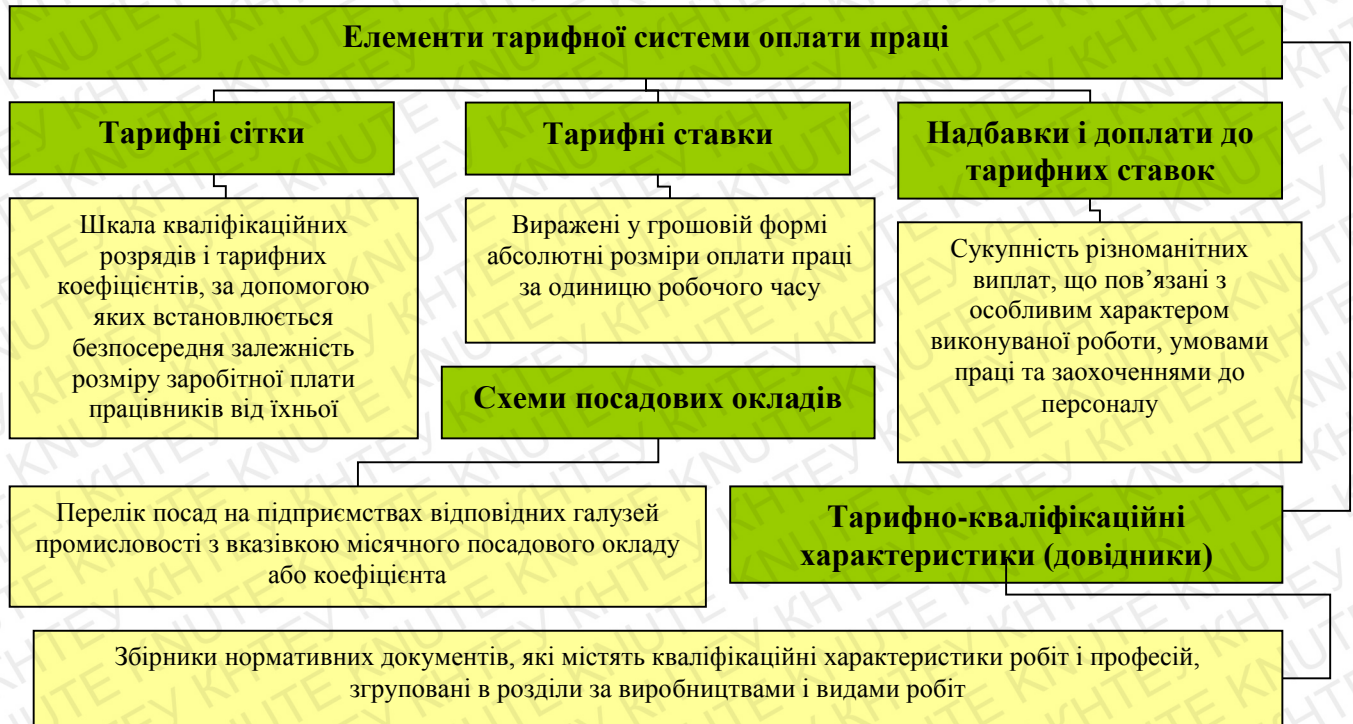 Елементи тарифної системи оплати праці
Тарифні сітки
Тарифні ставки
Надбавки і доплати до
тарифних ставок
Шкала кваліфікаційних
розрядів і тарифних
коефіцієнтів, за допомогою
яких встановлюється
безпосередня залежність
розміру заробітної плати
працівників від їхньої
Виражені у грошовій формі
абсолютні розміри оплати праці
за одиницю робочого часу
Сукупність різноманітних
виплат, що пов’язані з
особливим характером
виконуваної роботи, умовами
праці та заохоченнями до
персоналу
Схеми посадових окладів
Перелік посад на підприємствах відповідних галузей
промисловості з вказівкою місячного посадового окладу
або коефіцієнта
Тарифно-кваліфікаційні
характеристики (довідники)
Збірники нормативних документів, які містять кваліфікаційні характеристики робіт і професій,
згруповані в розділи за виробництвами і видами робіт